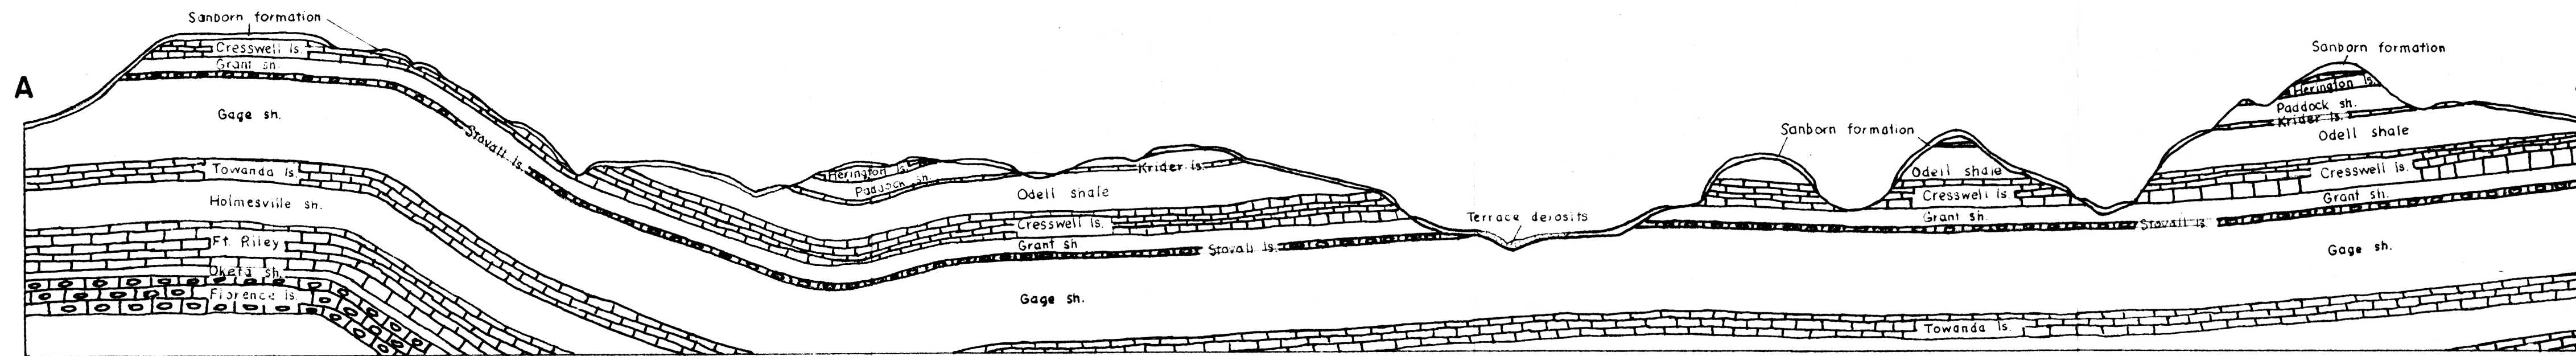 Sanborn formation
Cresswell ls.
Grant sh
A
Gage sh.
Stovall ls.
Towanda ls.
Holmesville sh.
Ft. Riley
Oketo sh.
Florence ls.
Herington ls.
Paddock sh.
Krider ls.
Odell shale
Cresswell ls.
Grant sh
Stovall ls.
Gage sh.
Terrace deposits
Sanborn formation
Odell shale
Cresswell ls
Grant sh
Stovall ls.
Towanda ls.
Sanborn formation
Herington ls.
Paddock sh.
Krider ls.
Odell shale
Cresswell ls.
Grant sh.
Gage sh.